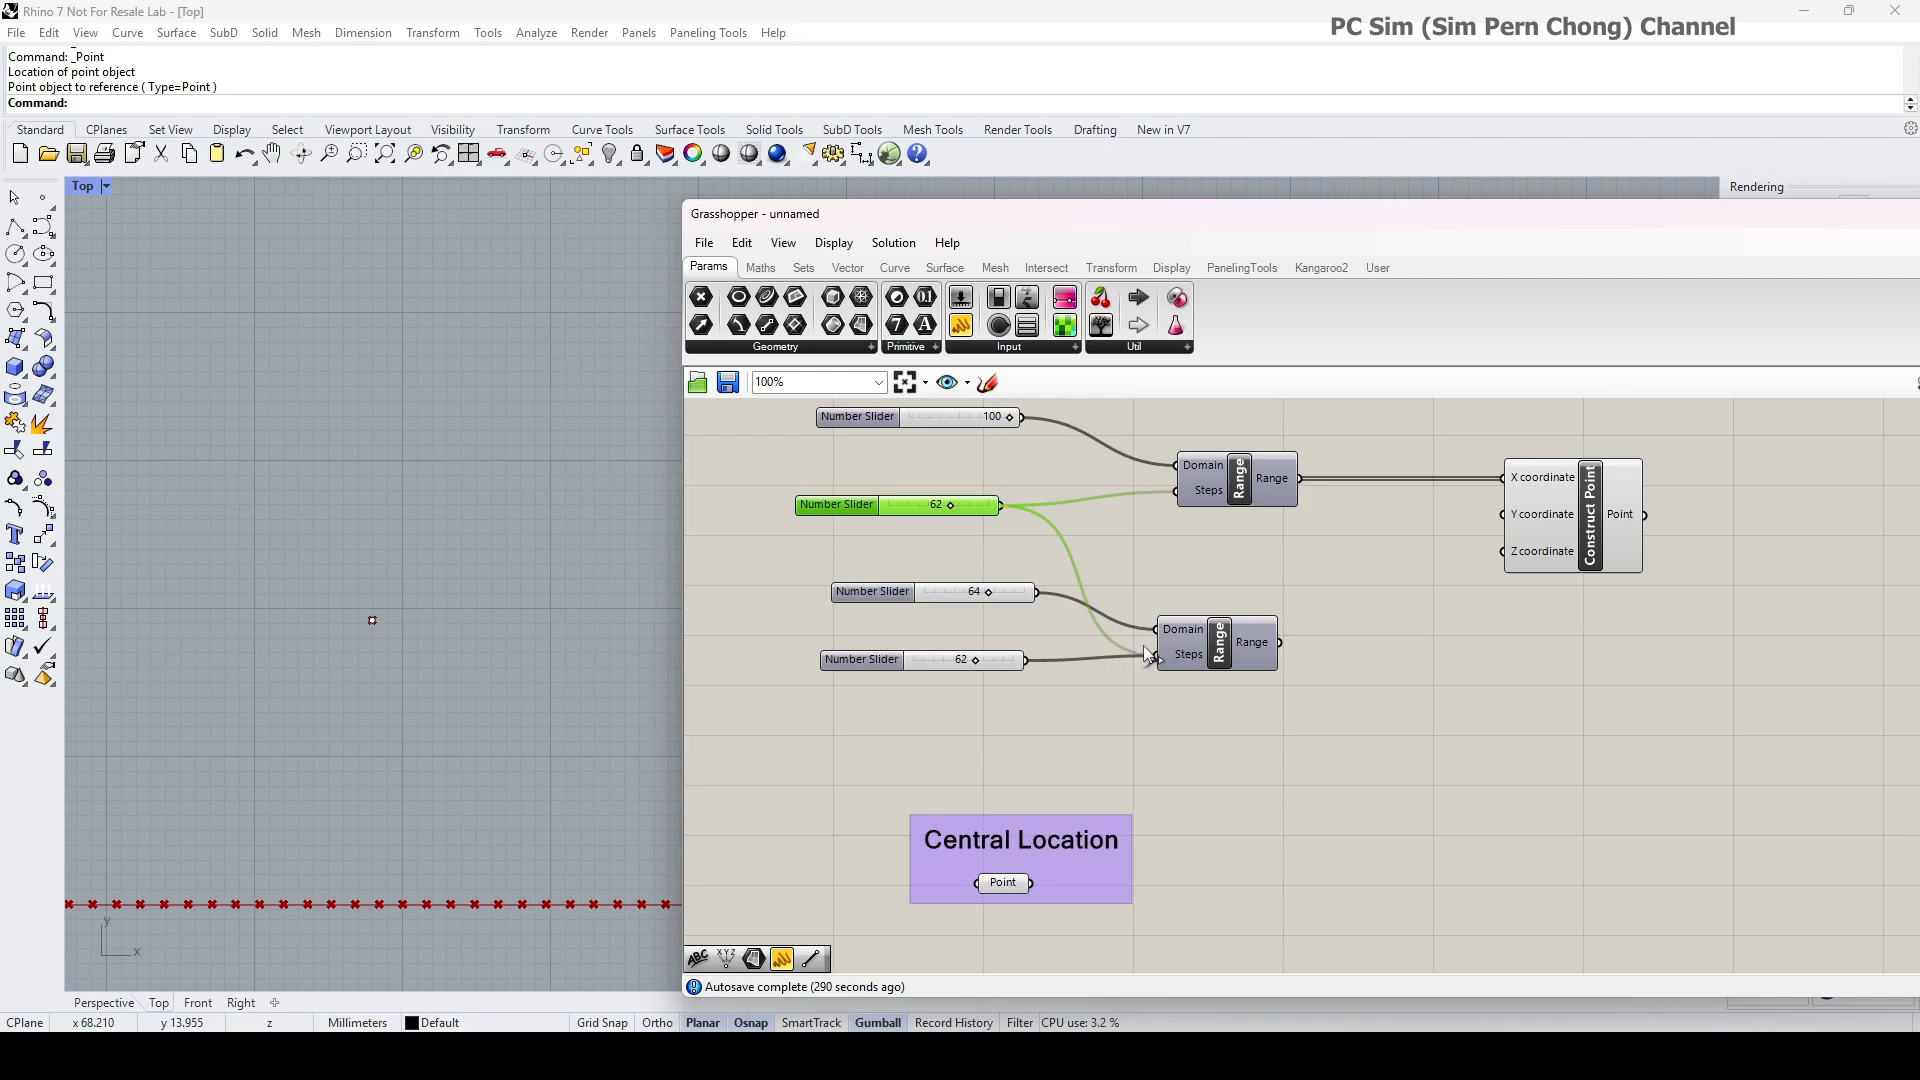 Rhino 7 Not For Resale Lab - [Top]
PC Sim (Sim Pern Chong) Channel
File Edit View Curve Surface SubD Solid Mesh Dimension Transform Tools Analyze Render Panels Paneling Tools Help
Command: _Point
Location of point object
Point object to reference ( Type=Point )
Command:
Standard CPlanes Set View Display Select Viewport Layout Visibility Transform Curve Tools Surface Tools Solid Tools SubD Tools Mesh Tools Render Tools Drafting New in V7
Top
Rendering
Grasshopper - unnamed
File Edit View Display Solution Help
Params Maths Sets Vector Curve Surface Mesh Intersect Transform Display PanelingTools Kangaroo2 User
Geometry Primitive Input Util
100%
Number Slider 100
Domain
Steps
Range
Range
Number Slider 62
X coordinate
Y coordinate
Z coordinate
Construct Point
Point
Number Slider 64
Domain
Steps
Range
Range
Number Slider 62
Central Location
Point
y
x
ABC XYZ
Autosave complete (290 seconds ago)
Perspective Top Front Right
CPlane x 68.210 y 13.955 z Millimeters Default Grid Snap Ortho Planar Osnap SmartTrack Gumball Record History Filter CPU use: 3.2 %